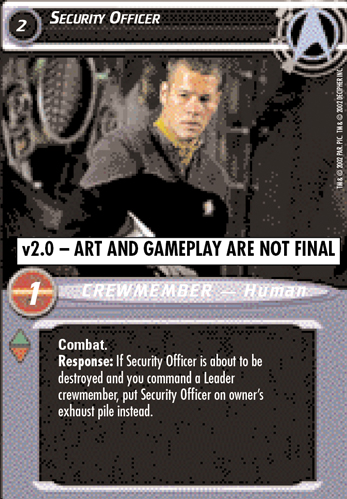 2
SECURITY OFFICER
TM & © 2002 PAR. PIC. TM & © 2002 DECIPHER INC.
v2.0 – ART AND GAMEPLAY ARE NOT FINAL
1
CREWMEMBER — Human
Combat.
Response: If Security Officer is about to be
destroyed and you command a Leader
crewmember, put Security Officer on owner's
exhaust pile instead.